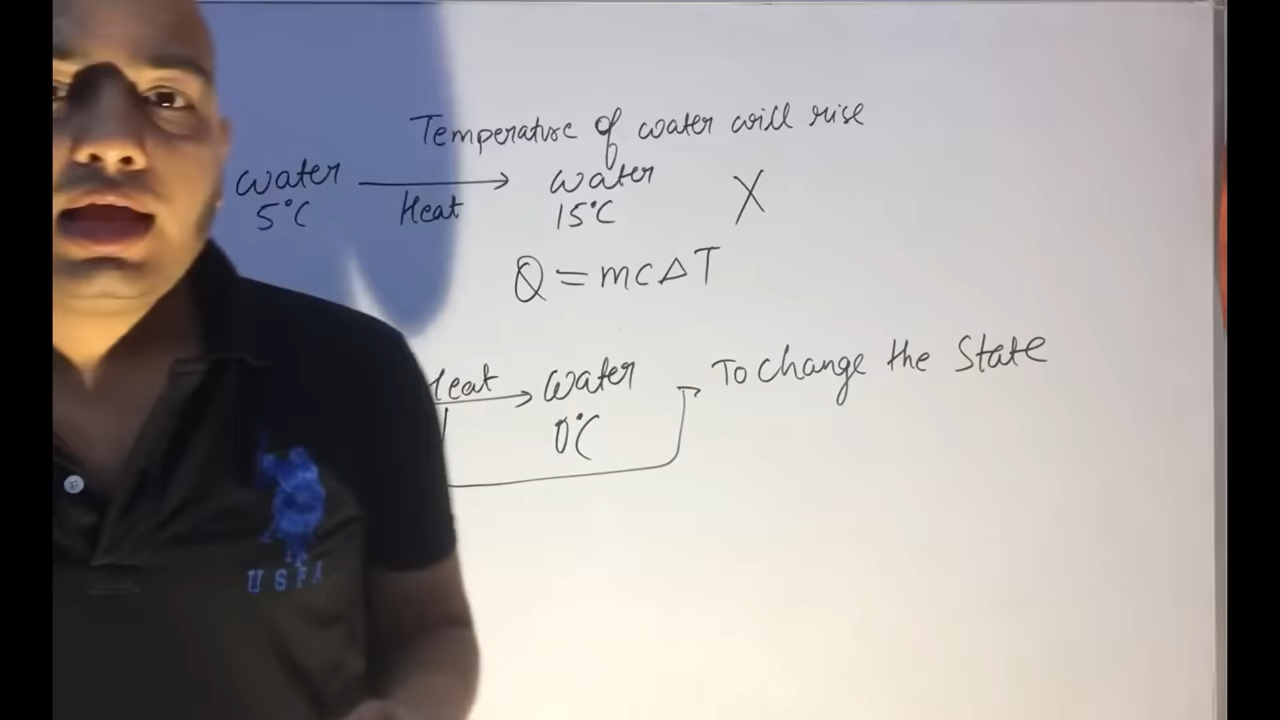 Temperature of water will rise
Water → Water X
5°C Heat 15°C
Q = mcΔT
Heat → Water → To change the State
0°C
USPA